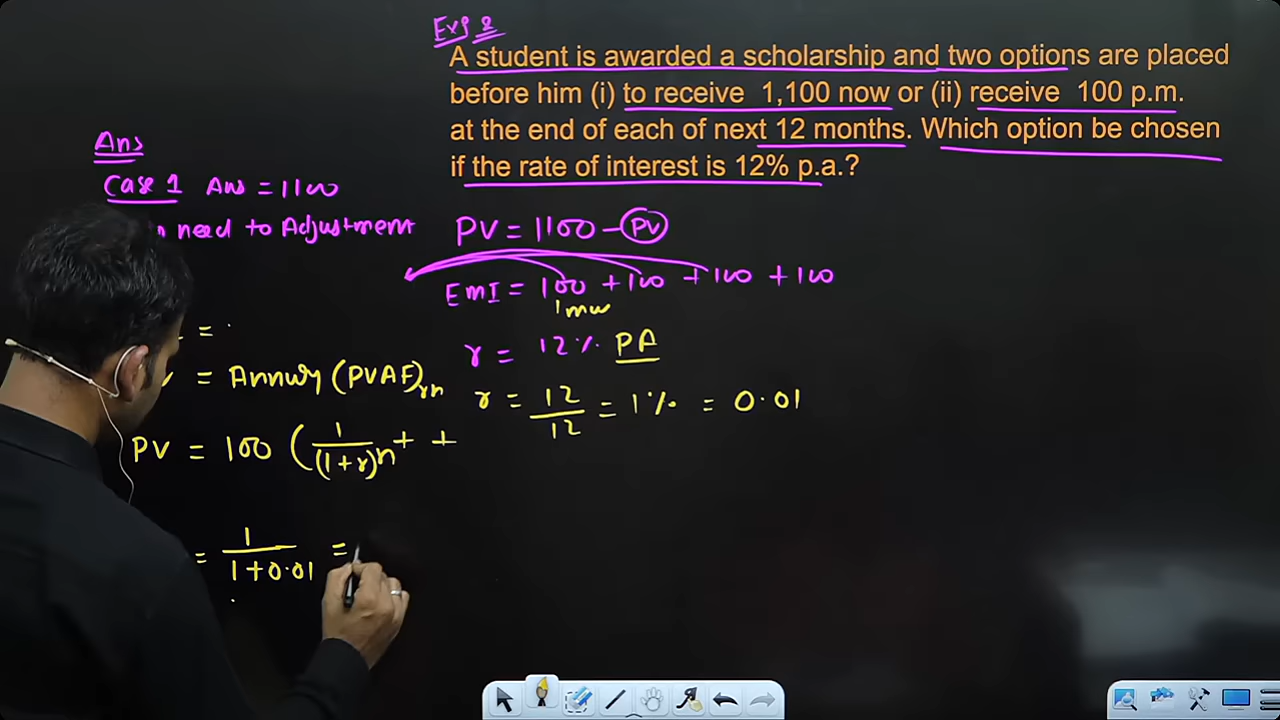 Exp 2
A student is awarded a scholarship and two options are placed
before him (i) to receive 1,100 now or (ii) receive 100 p.m.
at the end of each of next 12 months. Which option be chosen
if the rate of interest is 12% p.a.?
Ans
Case 1 Ans = 1100
need to Adjustment
PV = 1100 - PV
EMI = 100 + 100 + 100 + 100
r = 12% PA
r = 12/12 = 1% = 0.01
= Annuity (PVAF)rn
PV = 100 ( 1/(1+r)n + +
= 1/1+0.01 =